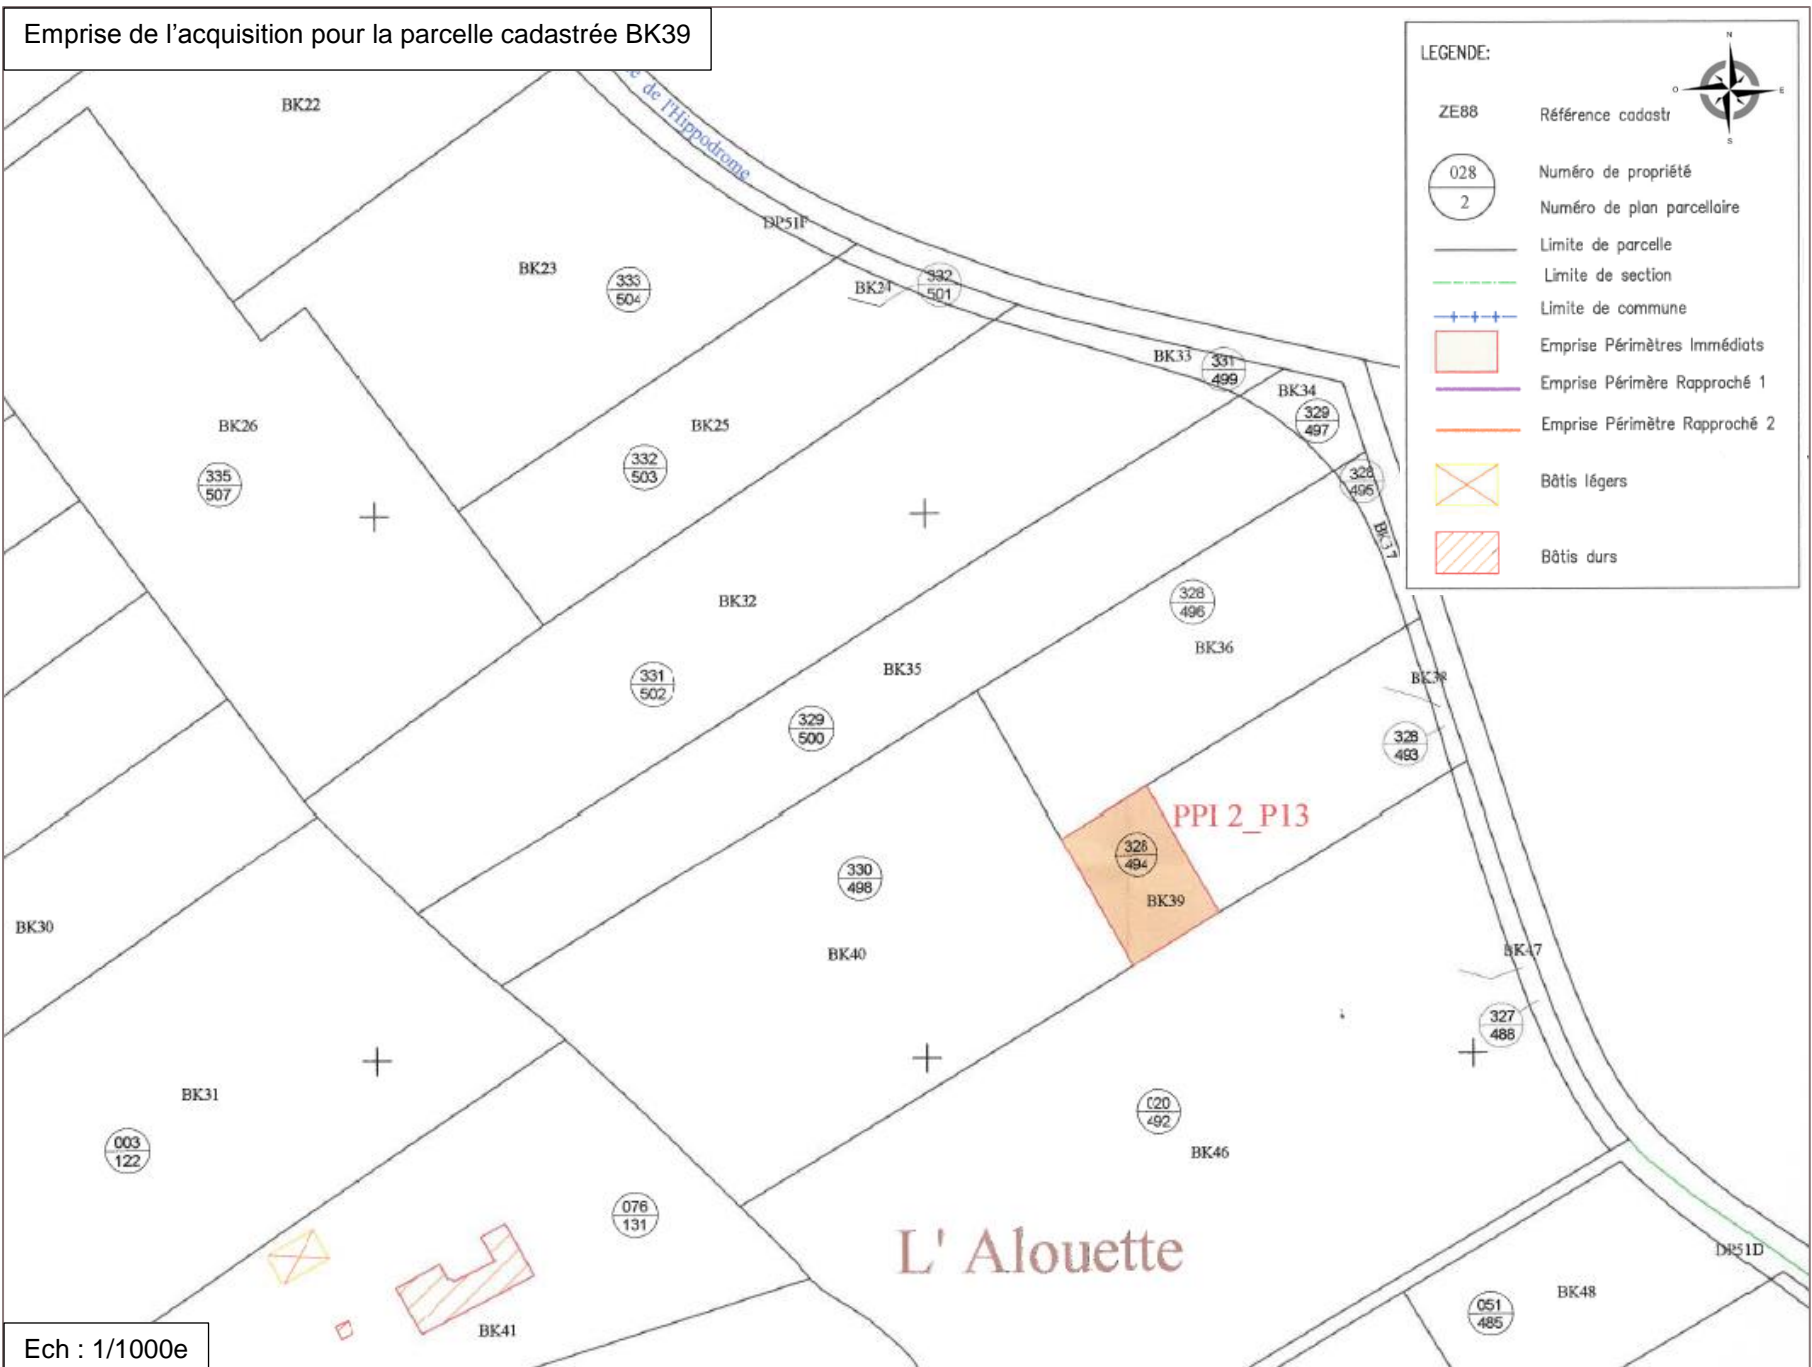 Emprise de l'acquisition pour la parcelle cadastrée BK39
LEGENDE:
N
O
E
S
ZE88
Référence cadastr
028
2
Numéro de propriété
Numéro de plan parcellaire
Limite de parcelle
Limite de section
Limite de commune
Emprise Périmètres Immédiats
Emprise Périmère Rapproché 1
Emprise Périmètre Rapproché 2
Bâtis légers
Bâtis durs
de l'Hippodrome
BK22
DP51F
BK23
333
504
BK24
332
501
BK33
331
499
BK34
329
497
BK26
335
507
BK25
332
503
328
495
BK37
BK32
328
496
BK36
331
502
BK35
329
500
BK38
328
493
PPI 2_P13
328
494
BK39
330
498
BK40
BK30
BK47
327
488
BK31
003
122
020
492
BK46
076
131
L' Alouette
DP51D
BK48
051
485
BK41
Ech : 1/1000e